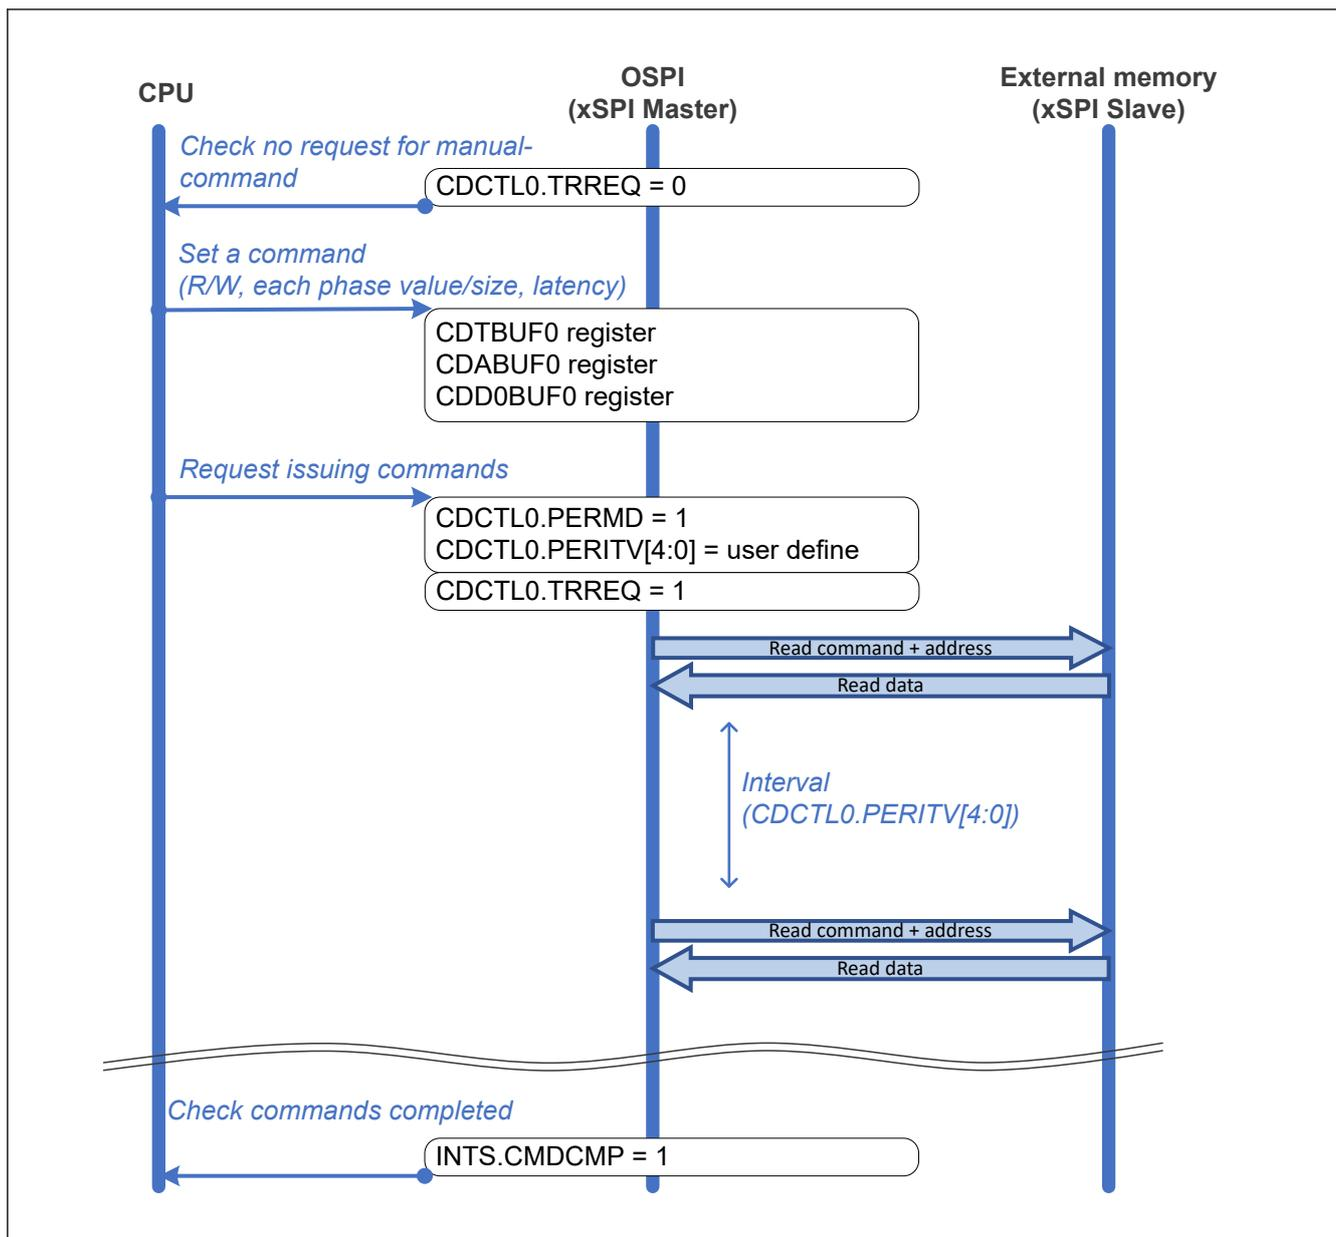 CPU
OSPI
(xSPI Master)
External memory
(xSPI Slave)
Check no request for manual-
command
CDCTL0.TRREQ = 0
Set a command
(R/W, each phase value/size, latency)
CDTBUF0 register
CDABUF0 register
CDD0BUF0 register
Request issuing commands
CDCTL0.PERMD = 1
CDCTL0.PERITV[4:0] = user define
CDCTL0.TRREQ = 1
Read command + address
Read data
Interval
(CDCTL0.PERITV[4:0])
Read command + address
Read data
Check commands completed
INTS.CMDCMP = 1